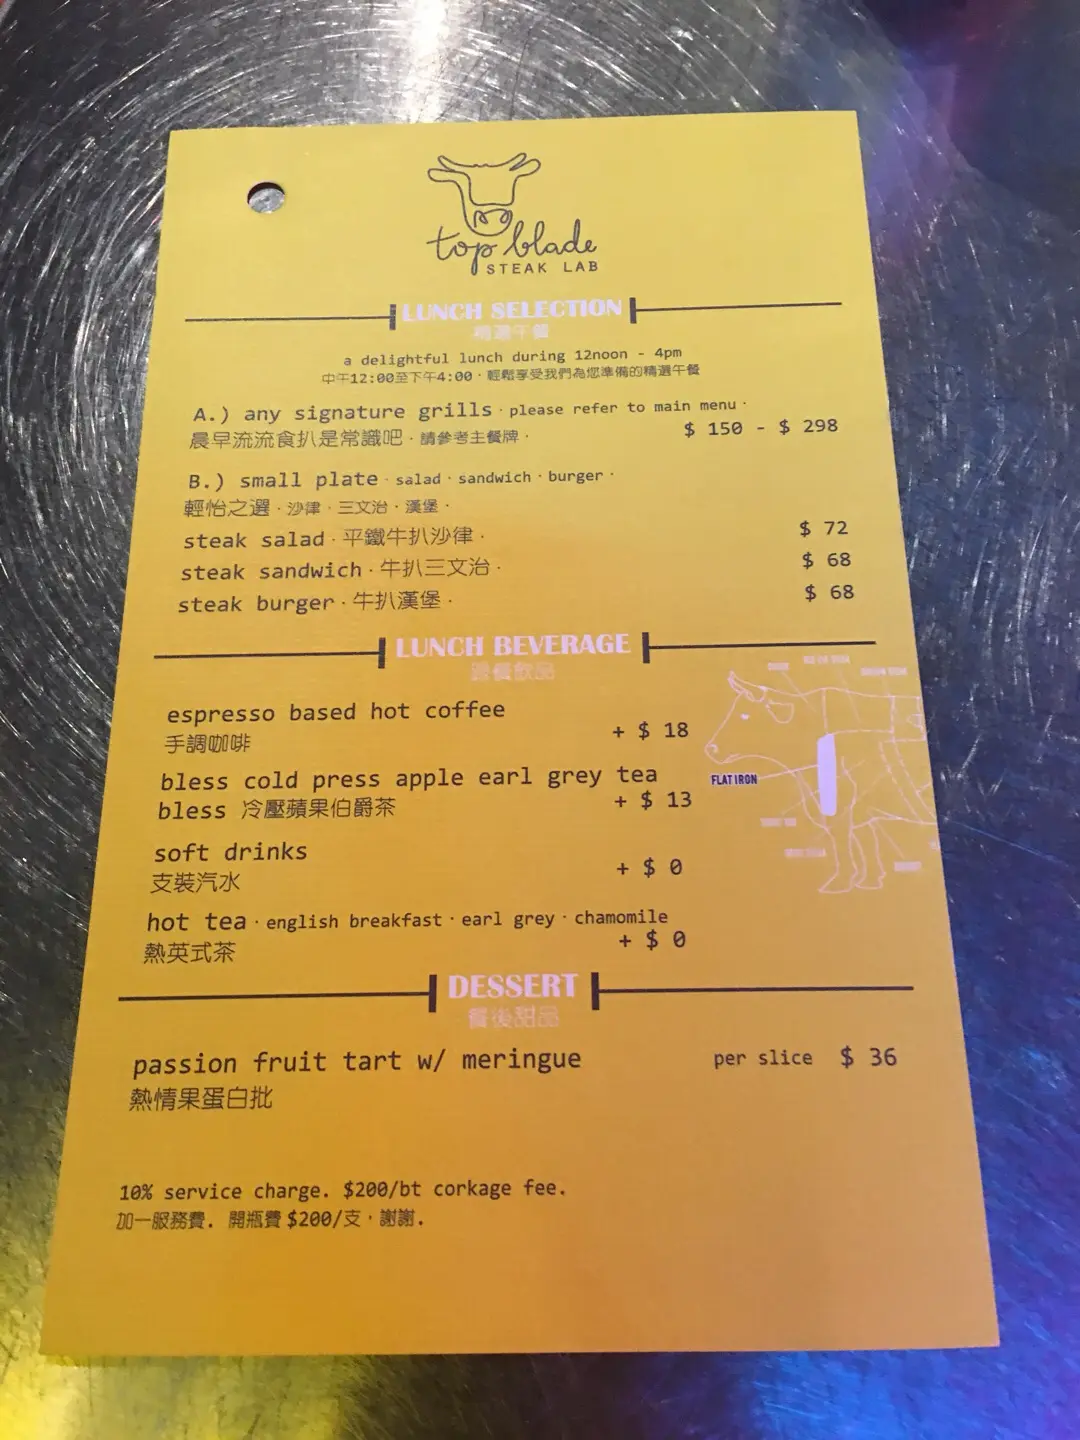 top blade
STEAK LAB
LUNCH SELECTION
精選午餐
a delightful lunch during 12noon - 4pm
中午12:00至下午4:00 · 輕鬆享受我們為您準備的精選午餐
A.) any signature grills · please refer to main menu ·
晨早流流食扒是常識吧 · 請參考主餐牌 ·
$ 150 - $ 298
B.) small plate · salad · sandwich · burger ·
輕怡之選 · 沙律 · 三文治 · 漢堡 ·
steak salad · 平鐵牛扒沙律 · $ 72
steak sandwich · 牛扒三文治 · $ 68
steak burger · 牛扒漢堡 · $ 68
LUNCH BEVERAGE
跟餐飲品
espresso based hot coffee
手調咖啡 + $ 18
bless cold press apple earl grey tea
bless 冷壓蘋果伯爵茶 + $ 13
FLAT IRON
soft drinks
支裝汽水 + $ 0
hot tea · english breakfast · earl grey · chamomile
熱英式茶 + $ 0
DESSERT
餐後甜品
passion fruit tart w/ meringue per slice $ 36
熱情果蛋白批
10% service charge. $200/bt corkage fee.
加一服務費. 開瓶費 $200/支 · 謝謝.